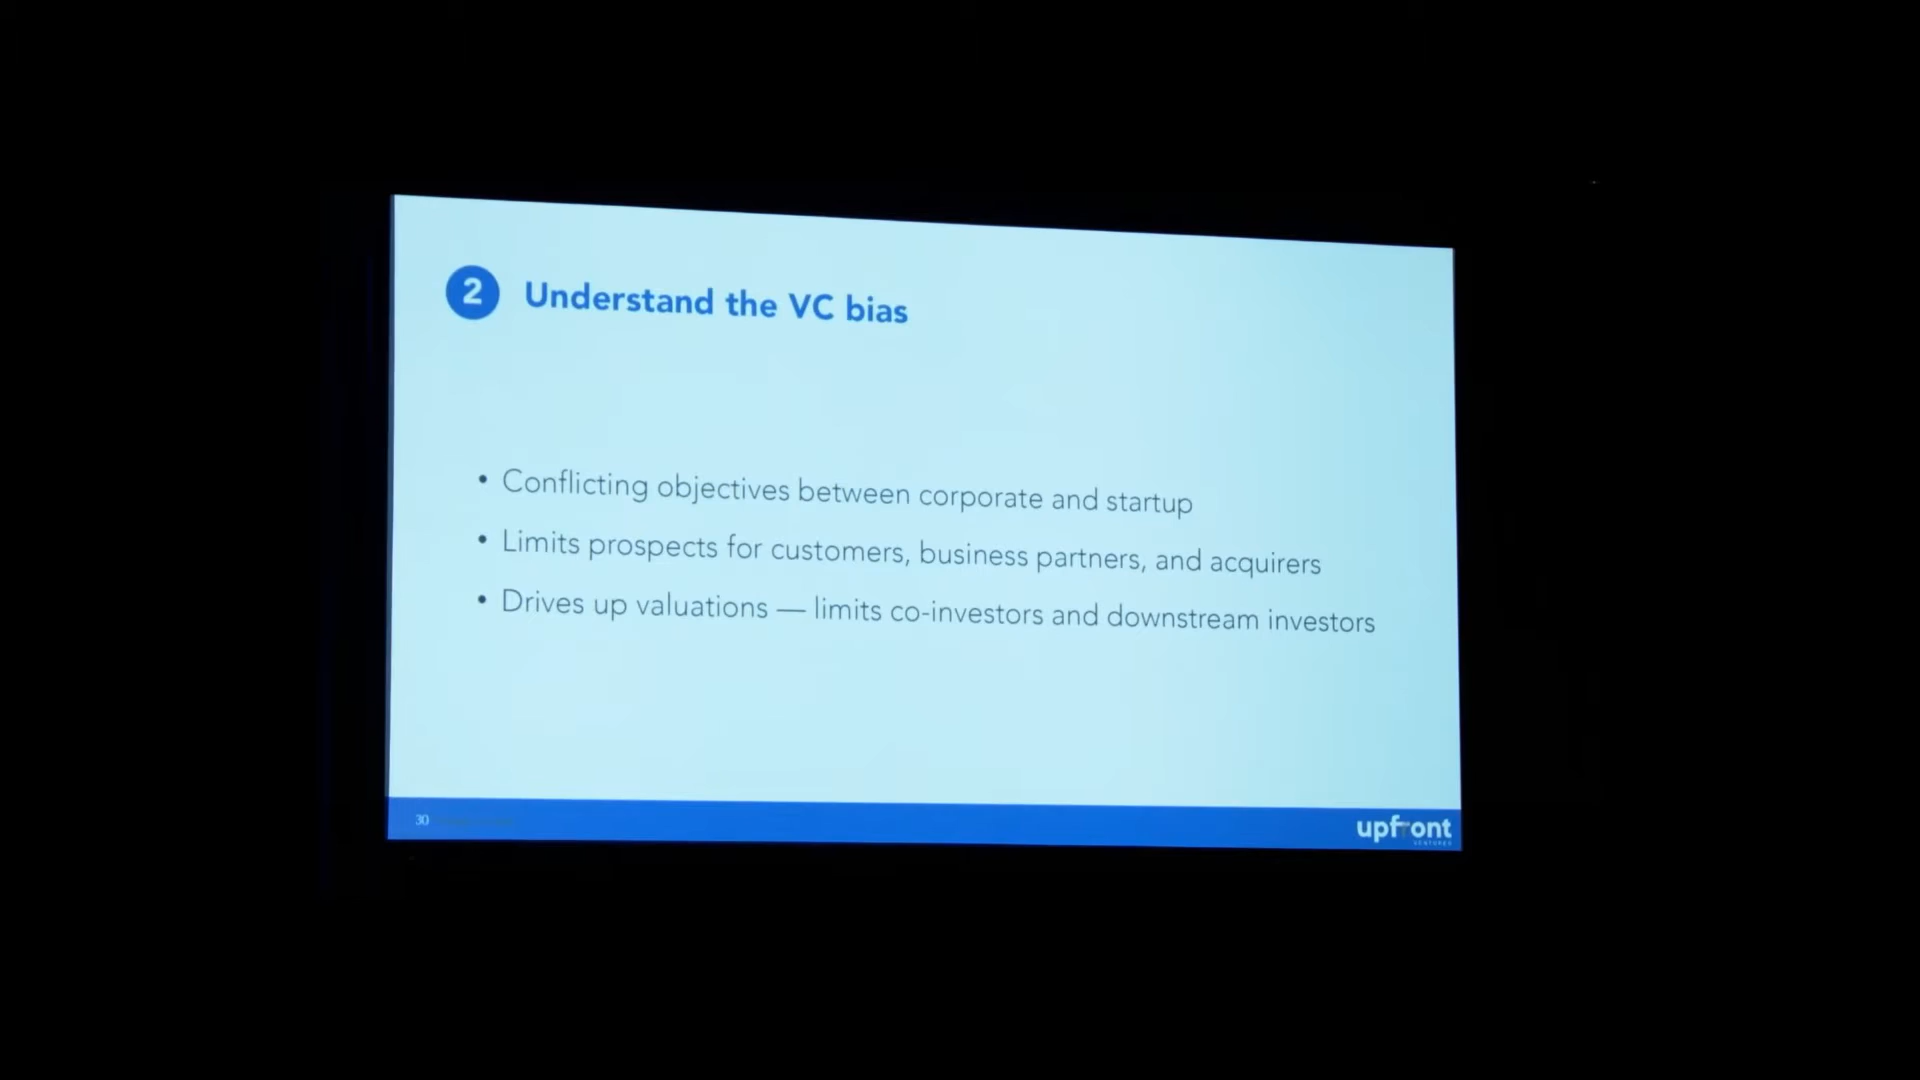 2 Understand the VC bias
• Conflicting objectives between corporate and startup
• Limits prospects for customers, business partners, and acquirers
• Drives up valuations — limits co-investors and downstream investors
30
upfront
VENTURES